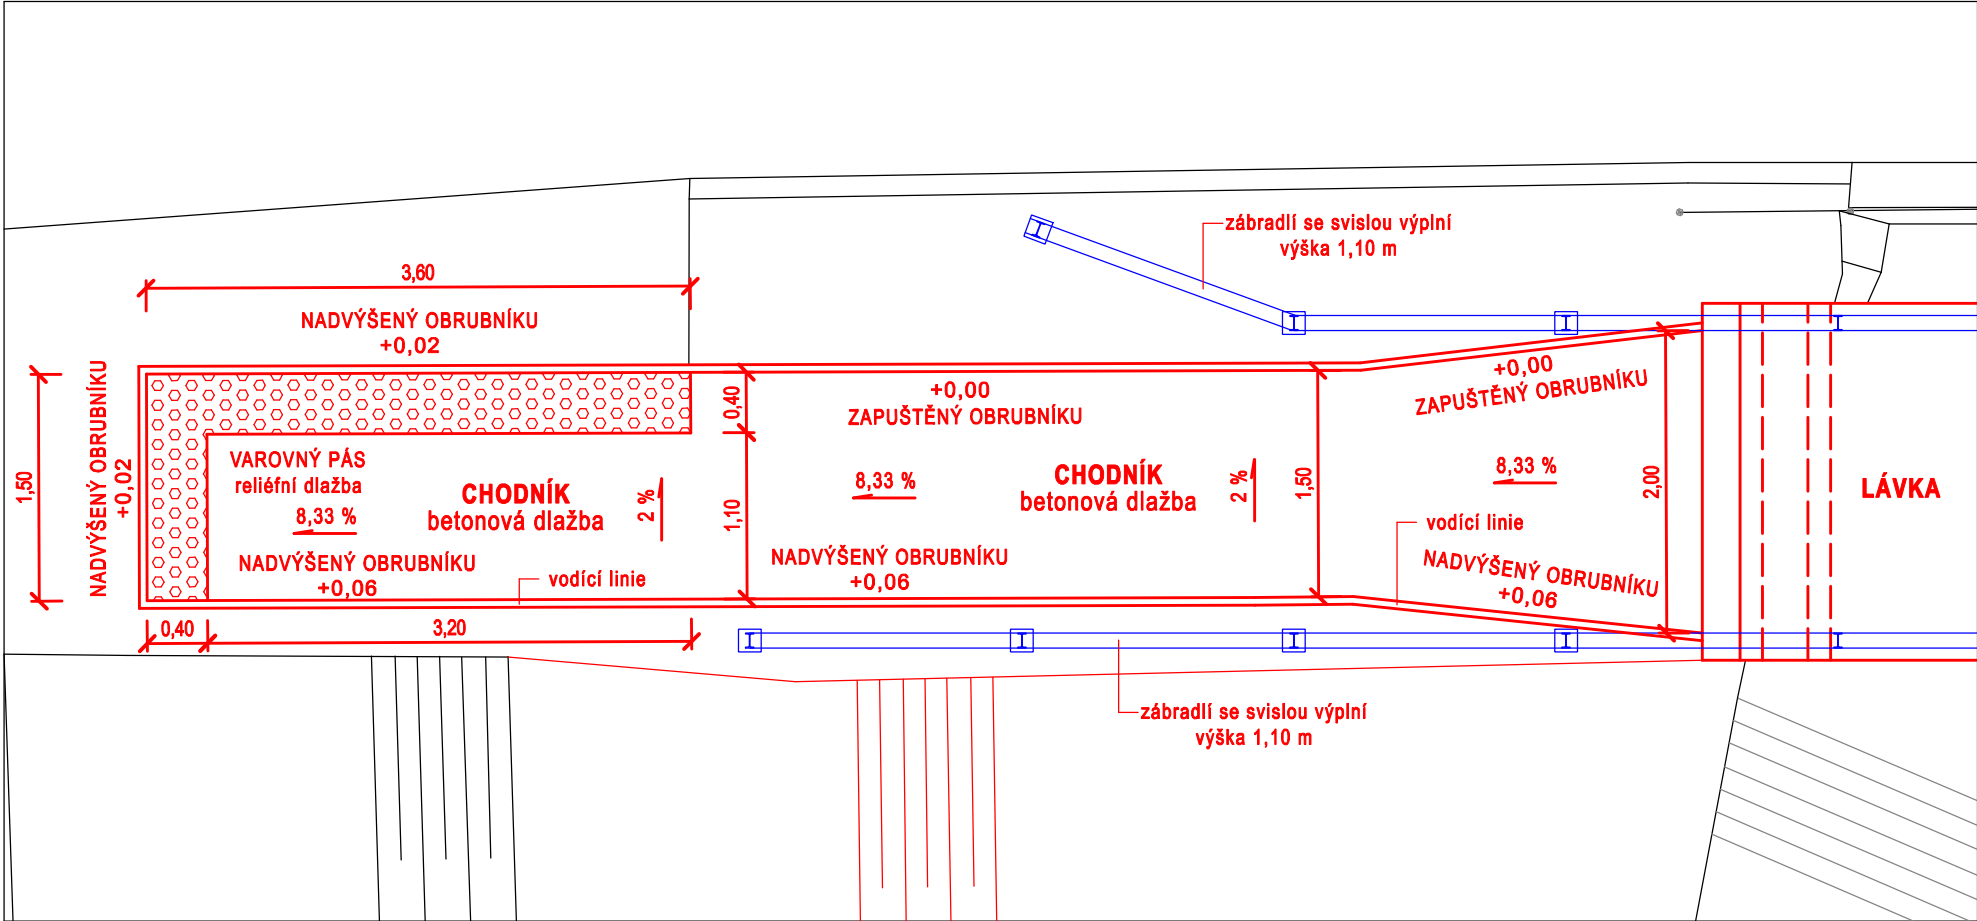 zábradlí se svislou výplní
výška 1,10 m
3,60
NADVÝŠENÝ OBRUBNÍKU
+0,02
NADVÝŠENÝ OBRUBNÍKU
+0,02
1,50
0,40
+0,00
ZAPUŠTĚNÝ OBRUBNÍKU
+0,00
ZAPUŠTĚNÝ OBRUBNÍKU
VAROVNÝ PÁS
reliéfní dlažba
8,33 %
CHODNÍK
betonová dlažba
2 %
1,10
8,33 %
CHODNÍK
betonová dlažba
2 %
1,50
8,33 %
2,00
LÁVKA
vodící linie
NADVÝŠENÝ OBRUBNÍKU
+0,06
vodící linie
NADVÝŠENÝ OBRUBNÍKU
+0,06
NADVÝŠENÝ OBRUBNÍKU
+0,06
0,40
3,20
zábradlí se svislou výplní
výška 1,10 m